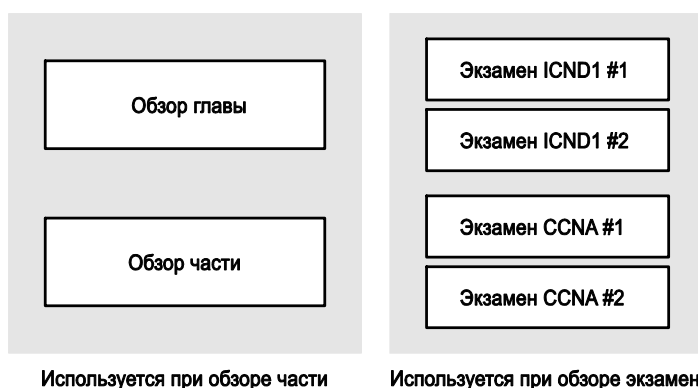 Обзор главы
Обзор части
Используется при обзоре части
Экзамен ICND1 #1
Экзамен ICND1 #2
Экзамен CCNA #1
Экзамен CCNA #2
Используется при обзоре экзамен